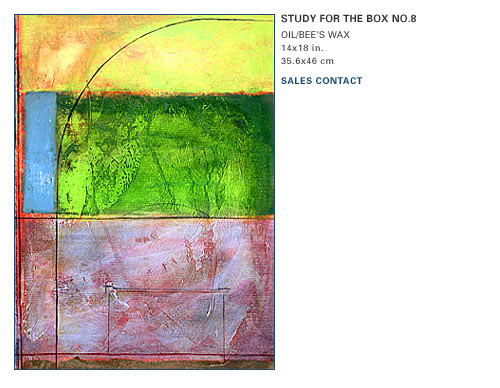 STUDY FOR THE BOX NO.8
OIL/BEE'S WAX
14x18 in.
35.6x46 cm
SALES CONTACT